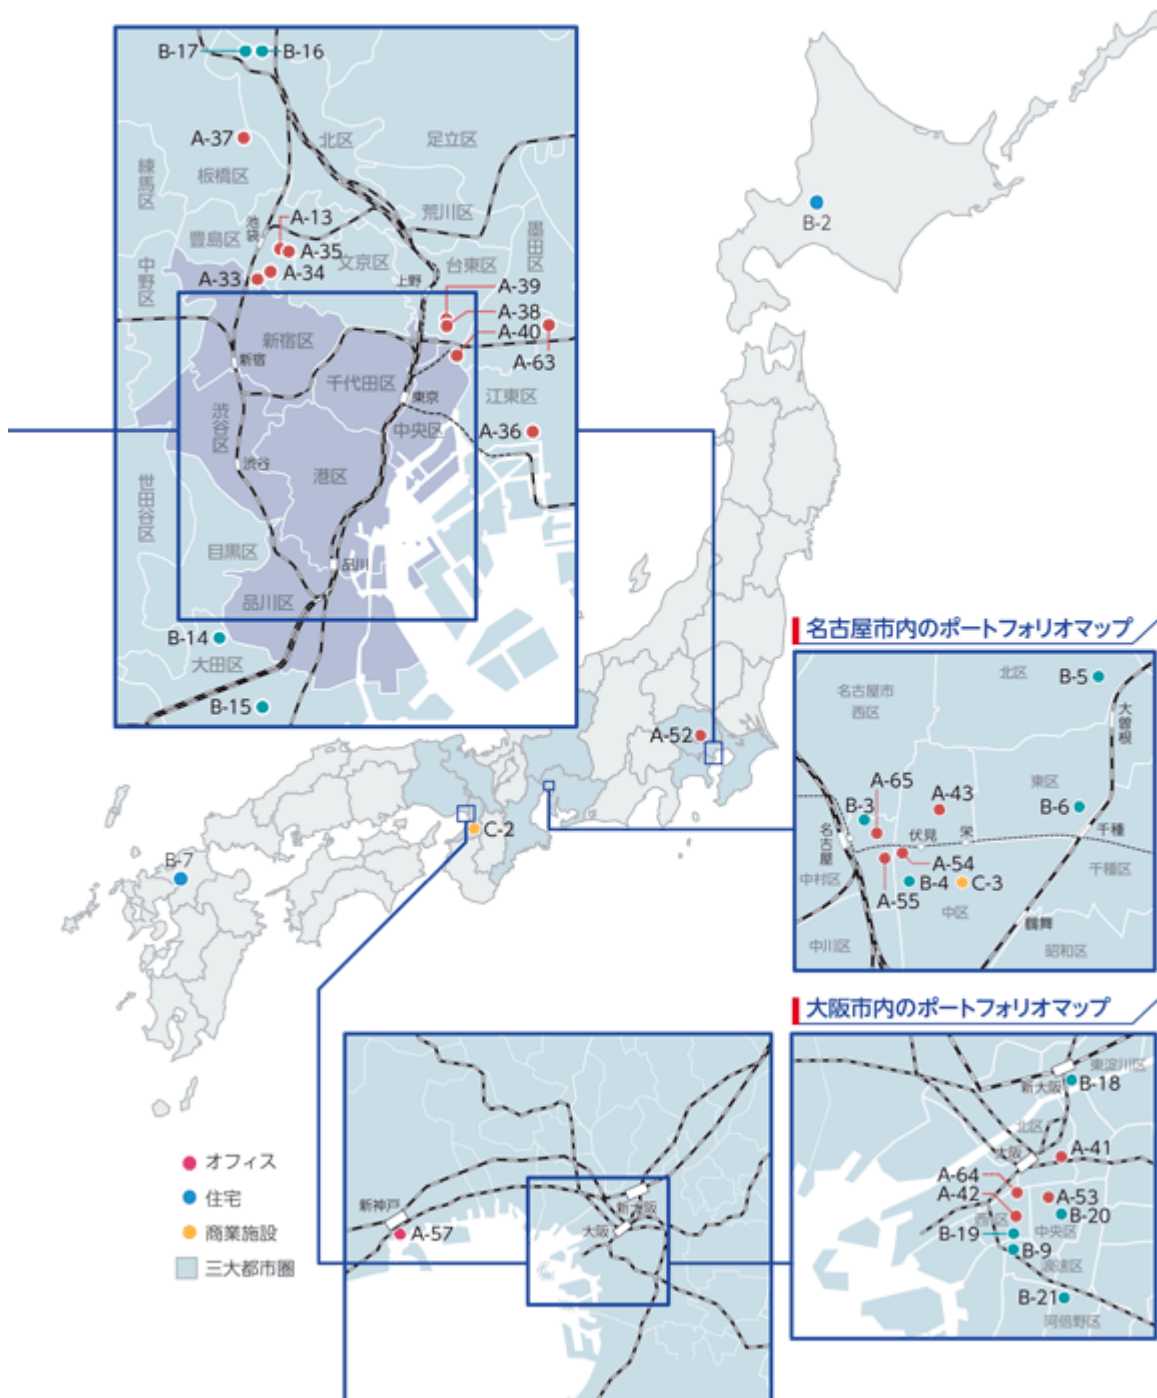 B-17
B-16
A-37
北区
足立区
練馬区
板橋区
荒川区
池袋
A-13
豊島区
A-35
文京区
墨田区
中野区
A-33
A-34
台東区
上野
A-39
A-38
A-40
新宿区
新宿
A-63
千代田区
東京
江東区
渋谷区
中央区
A-36
渋谷
港区
世田谷区
目黒区
品川
品川区
B-14
大田区
B-15
B-2
A-52
C-2
B-7
名古屋市内のポートフォリオマップ
北区
B-5
名古屋市
西区
大曽根
A-65
A-43
東区
B-3
B-6
名古屋
伏見
栄
千種
A-54
中村区
B-4
C-3
千種区
A-55
中区
鶴舞
中川区
昭和区
大阪市内のポートフォリオマップ
東淀川区
新大阪
B-18
北区
大阪
A-41
A-64
A-42
A-53
西区
B-20
中央区
B-19
B-9
浪速区
B-21
阿倍野区
オフィス
住宅
商業施設
三大都市圏
新神戸
A-57
新大阪
大阪